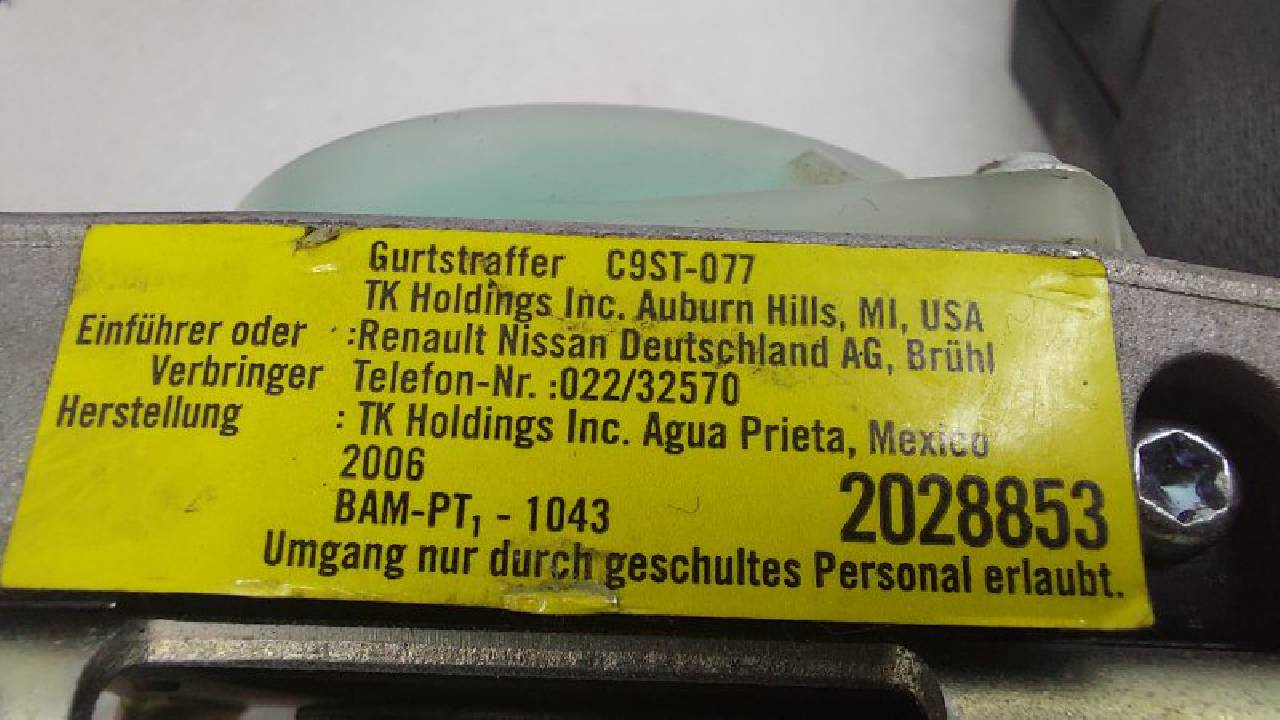 Gurtstraffer C9ST-077
TK Holdings Inc. Auburn Hills, MI, USA
Einführer oder :Renault Nissan Deutschland AG, Brühl
Verbringer Telefon-Nr. :022/32570
Herstellung : TK Holdings Inc. Agua Prieta, Mexico
2006
BAM-PT₁ - 1043 2028853
Umgang nur durch geschultes Personal erlaubt.